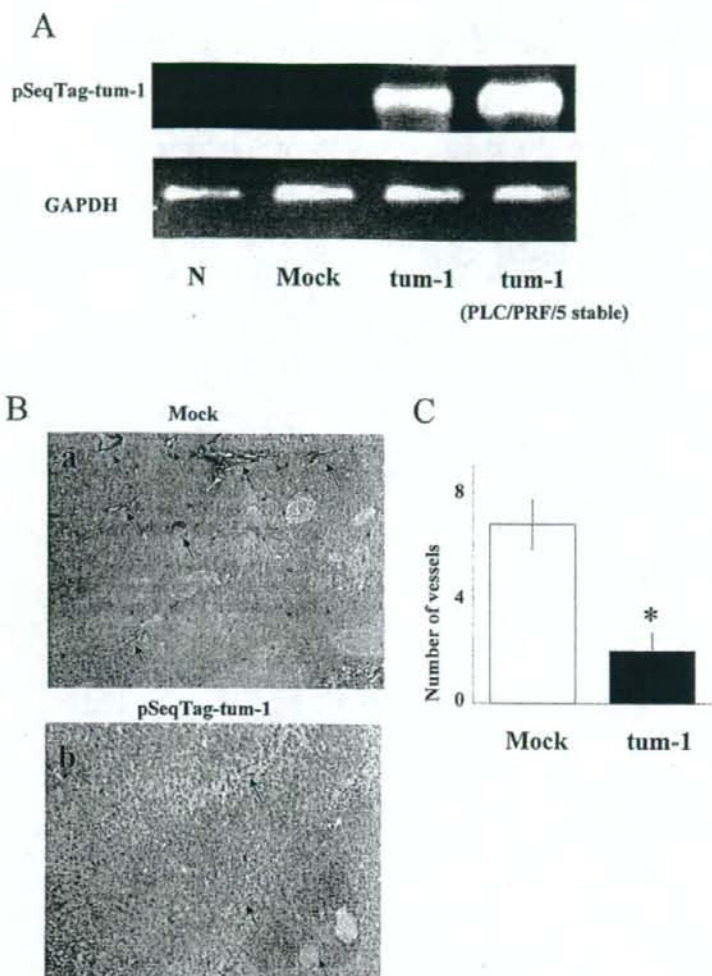 A
pSeqTag-tum-1
GAPDH
N Mock tum-1 tum-1
(PLC/PRF/5 stable)
B
Mock
a
pSeqTag-tum-1
b
C
Number of vessels
8
4
0
*
Mock tum-1